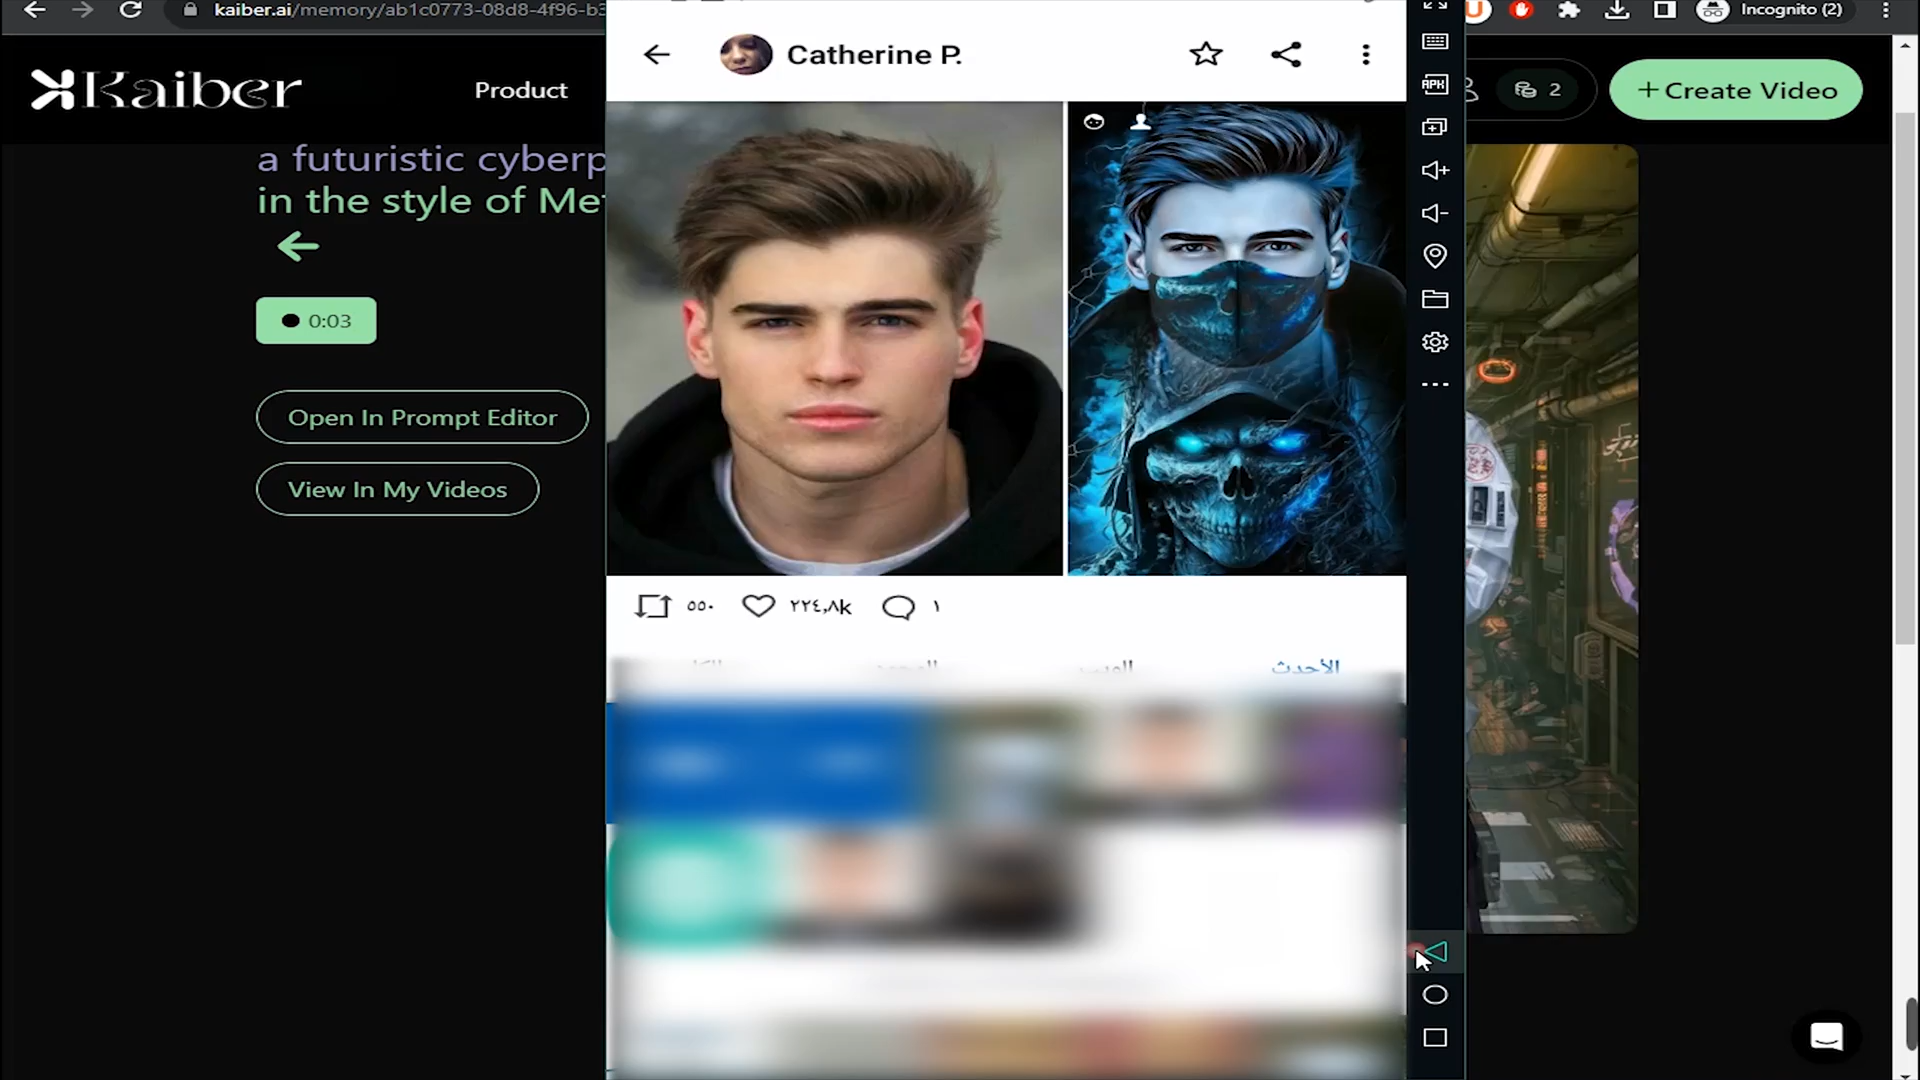 kaiber.ai/memory/ab1c0773-08d8-4f96-b3
Incognito (2)
Kaiber
Product
2
+ Create Video
a futuristic cyberp
in the style of Me
0:03
Open In Prompt Editor
View In My Videos
Catherine P.
APK
٥٥٠
٢٢٤,٨k
١
الأحدث